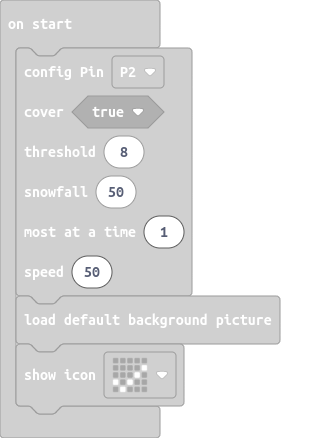 on start
config Pin P2
cover true
threshold 8
snowfall 50
most at a time 1
speed 50
load default background picture
show icon